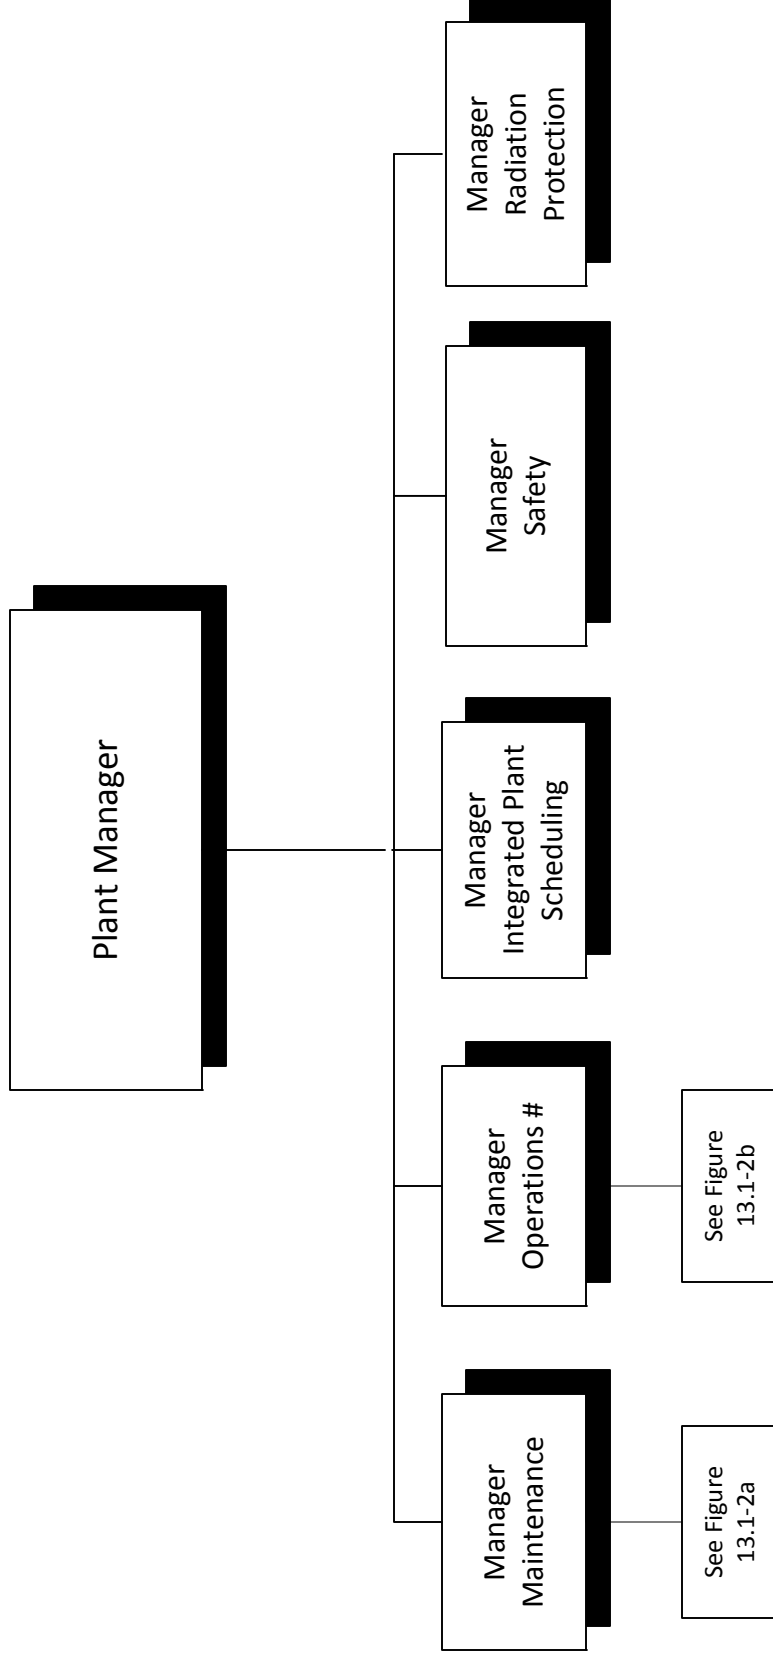 Plant Manager
Manager
Maintenance
Manager
Operations #
Manager
Integrated Plant
Scheduling
Manager
Safety
Manager
Radiation
Protection
See Figure
13.1-2a
See Figure
13.1-2b